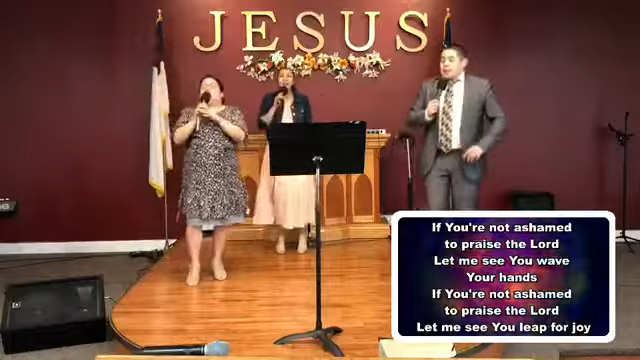 JESUS
If You're not ashamed
to praise the Lord
Let me see You wave
Your hands
If You're not ashamed
to praise the Lord
Let me see You leap for joy